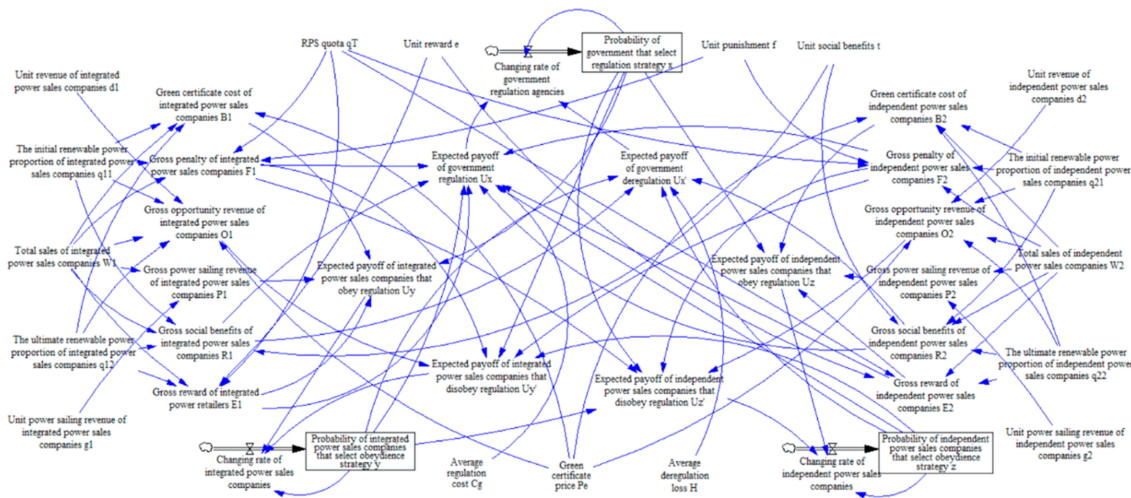 RPS quota qT
Unit reward e
Probability of
government that select
regulation strategy x
Unit punishment f
Unit social benefits t
Changing rate of
government
regulation agencies
Unit revenue of integrated
power sales companies d1
Green certificate cost of
integrated power sales
companies B1
Green certificate cost of
independent power sales
companies B2
Unit revenue of
independent power sales
companies d2
The initial renewable power
proportion of integrated power
sales companies q11
Gross penalty of integrated
power sales companies F1
Expected payoff
of government
regulation Ux
Expected payoff
of government
deregulation Ux'
Gross penalty of
independent power sales
companies F2
The initial renewable power
proportion of independent power
sales companies q21
Gross opportunity revenue of
integrated power sales
companies O1
Gross opportunity revenue of
independent power sales
companies O2
Total sales of integrated
power sales companies W1
Gross power sailing revenue
of integrated power sales
companies P1
Expected payoff of integrated
power sales companies that
obey regulation Uy
Expected payoff of independent
power sales companies that
obey regulation Uz
Gross power sailing revenue of
independent power sales
companies P2
Total sales of independent
power sales companies W2
The ultimate renewable power
proportion of integrated power
sales companies q12
Gross social benefits of
integrated power sales
companies R1
Gross social benefits of
independent power sales
companies R2
Gross reward of integrated
power retailers E1
Expected payoff of integrated
power sales companies that
disobey regulation Uy'
Expected payoff of independent
power sales companies that
disobey regulation Uz'
Gross reward of
independent power sales
companies E2
The ultimate renewable power
proportion of independent power
sales companies q22
Unit power sailing revenue of
integrated power sales
companies g1
Unit power sailing revenue of
independent power sales
companies g2
Changing rate of
integrated power sales
companies
Probability of integrated
power sales companies
that select obeydience
strategy y
Average
regulation
cost Cg
Green
certificate
price Pe
Average
deregulation
loss H
Changing rate of
independent power sales
companies
Probability of independent
power sales companies
that select obeydience
strategy z